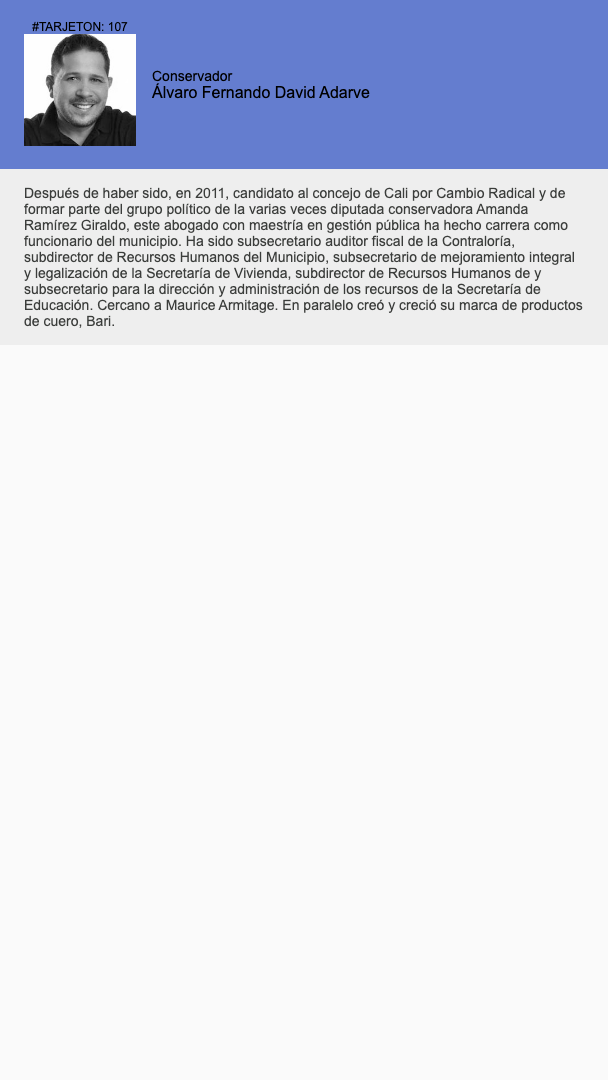 #TARJETON: 107
Conservador
Álvaro Fernando David Adarve
Después de haber sido, en 2011, candidato al concejo de Cali por Cambio Radical y de
formar parte del grupo político de la varias veces diputada conservadora Amanda
Ramírez Giraldo, este abogado con maestría en gestión pública ha hecho carrera como
funcionario del municipio. Ha sido subsecretario auditor fiscal de la Contraloría,
subdirector de Recursos Humanos del Municipio, subsecretario de mejoramiento integral
y legalización de la Secretaría de Vivienda, subdirector de Recursos Humanos de y
subsecretario para la dirección y administración de los recursos de la Secretaría de
Educación. Cercano a Maurice Armitage. En paralelo creó y creció su marca de productos
de cuero, Bari.